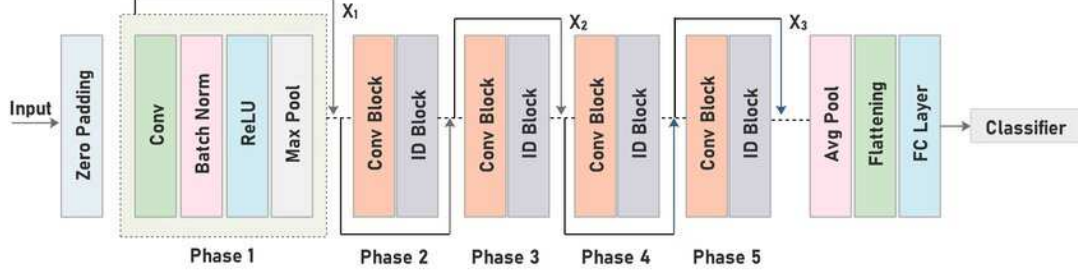 X₁
X₂
X₃
Input
Zero Padding
Conv
Batch Norm
ReLU
Max Pool
Conv Block
ID Block
Conv Block
ID Block
Conv Block
ID Block
Conv Block
ID Block
Avg Pool
Flattening
FC Layer
Classifier
Phase 1
Phase 2
Phase 3
Phase 4
Phase 5